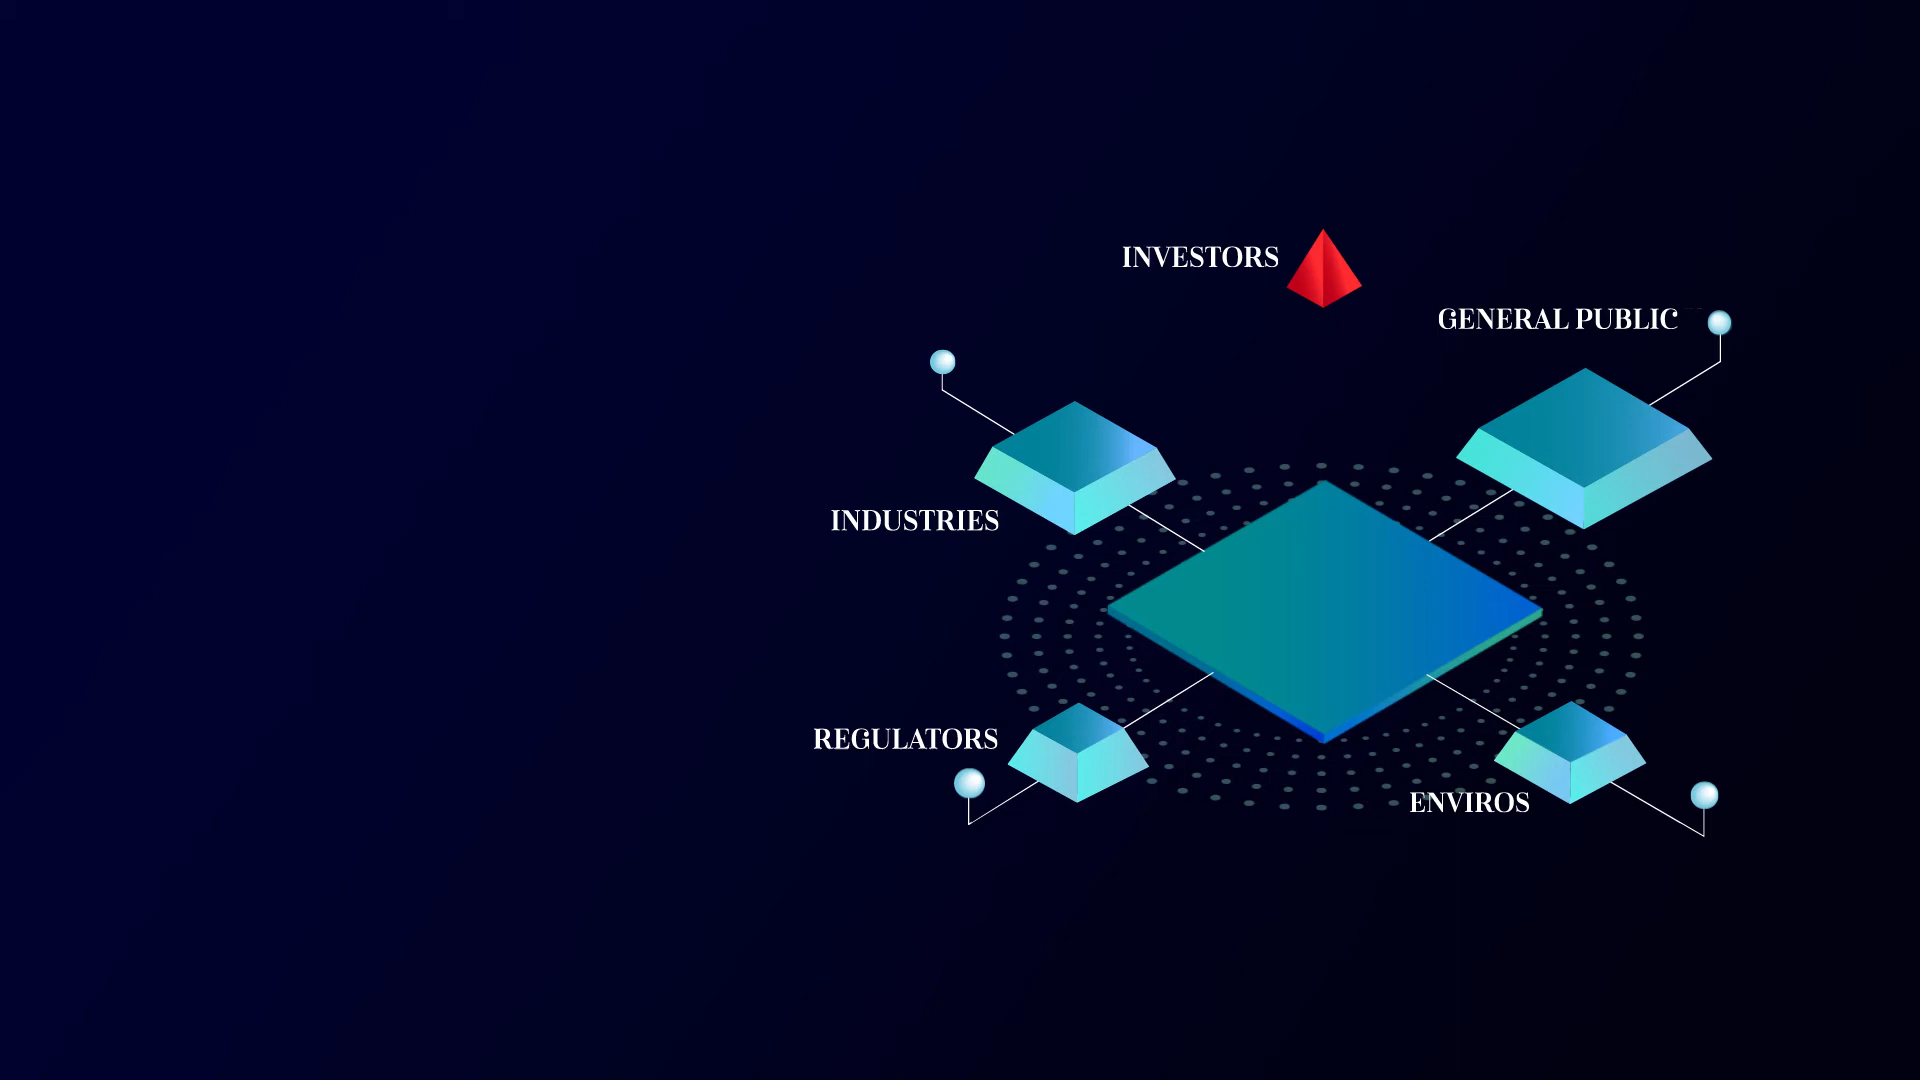 INVESTORS
GENERAL PUBLIC
INDUSTRIES
REGULATORS
ENVIROS